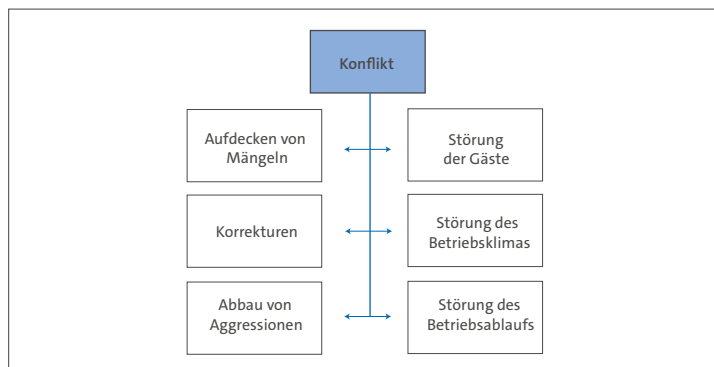 Konflikt
Aufdecken von
Mängeln
Störung
der Gäste
Korrekturen
Störung des
Betriebsklimas
Abbau von
Aggressionen
Störung des
Betriebsablaufs